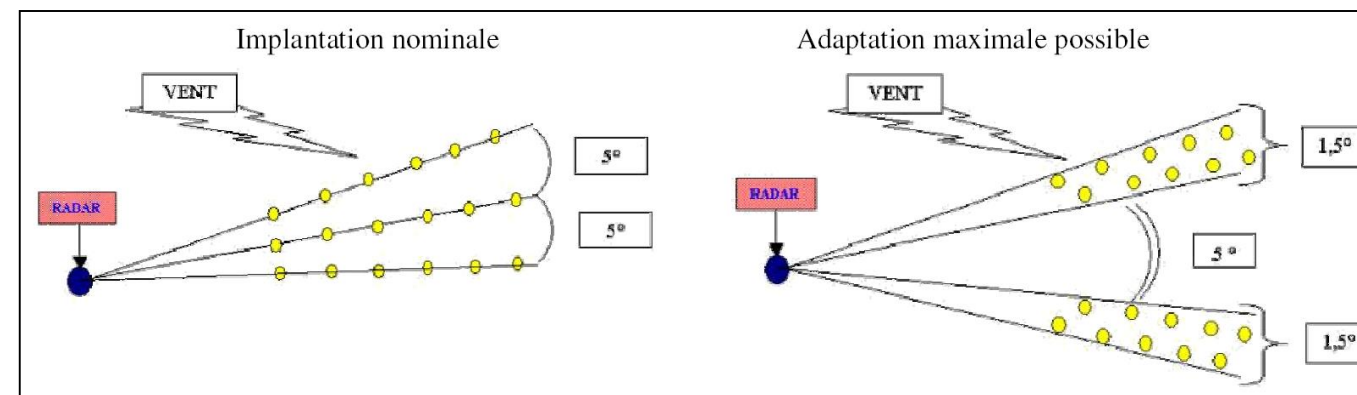 Implantation nominale
VENT
5°
RADAR
5°
Adaptation maximale possible
VENT
1,5°
RADAR
5°
1,5°